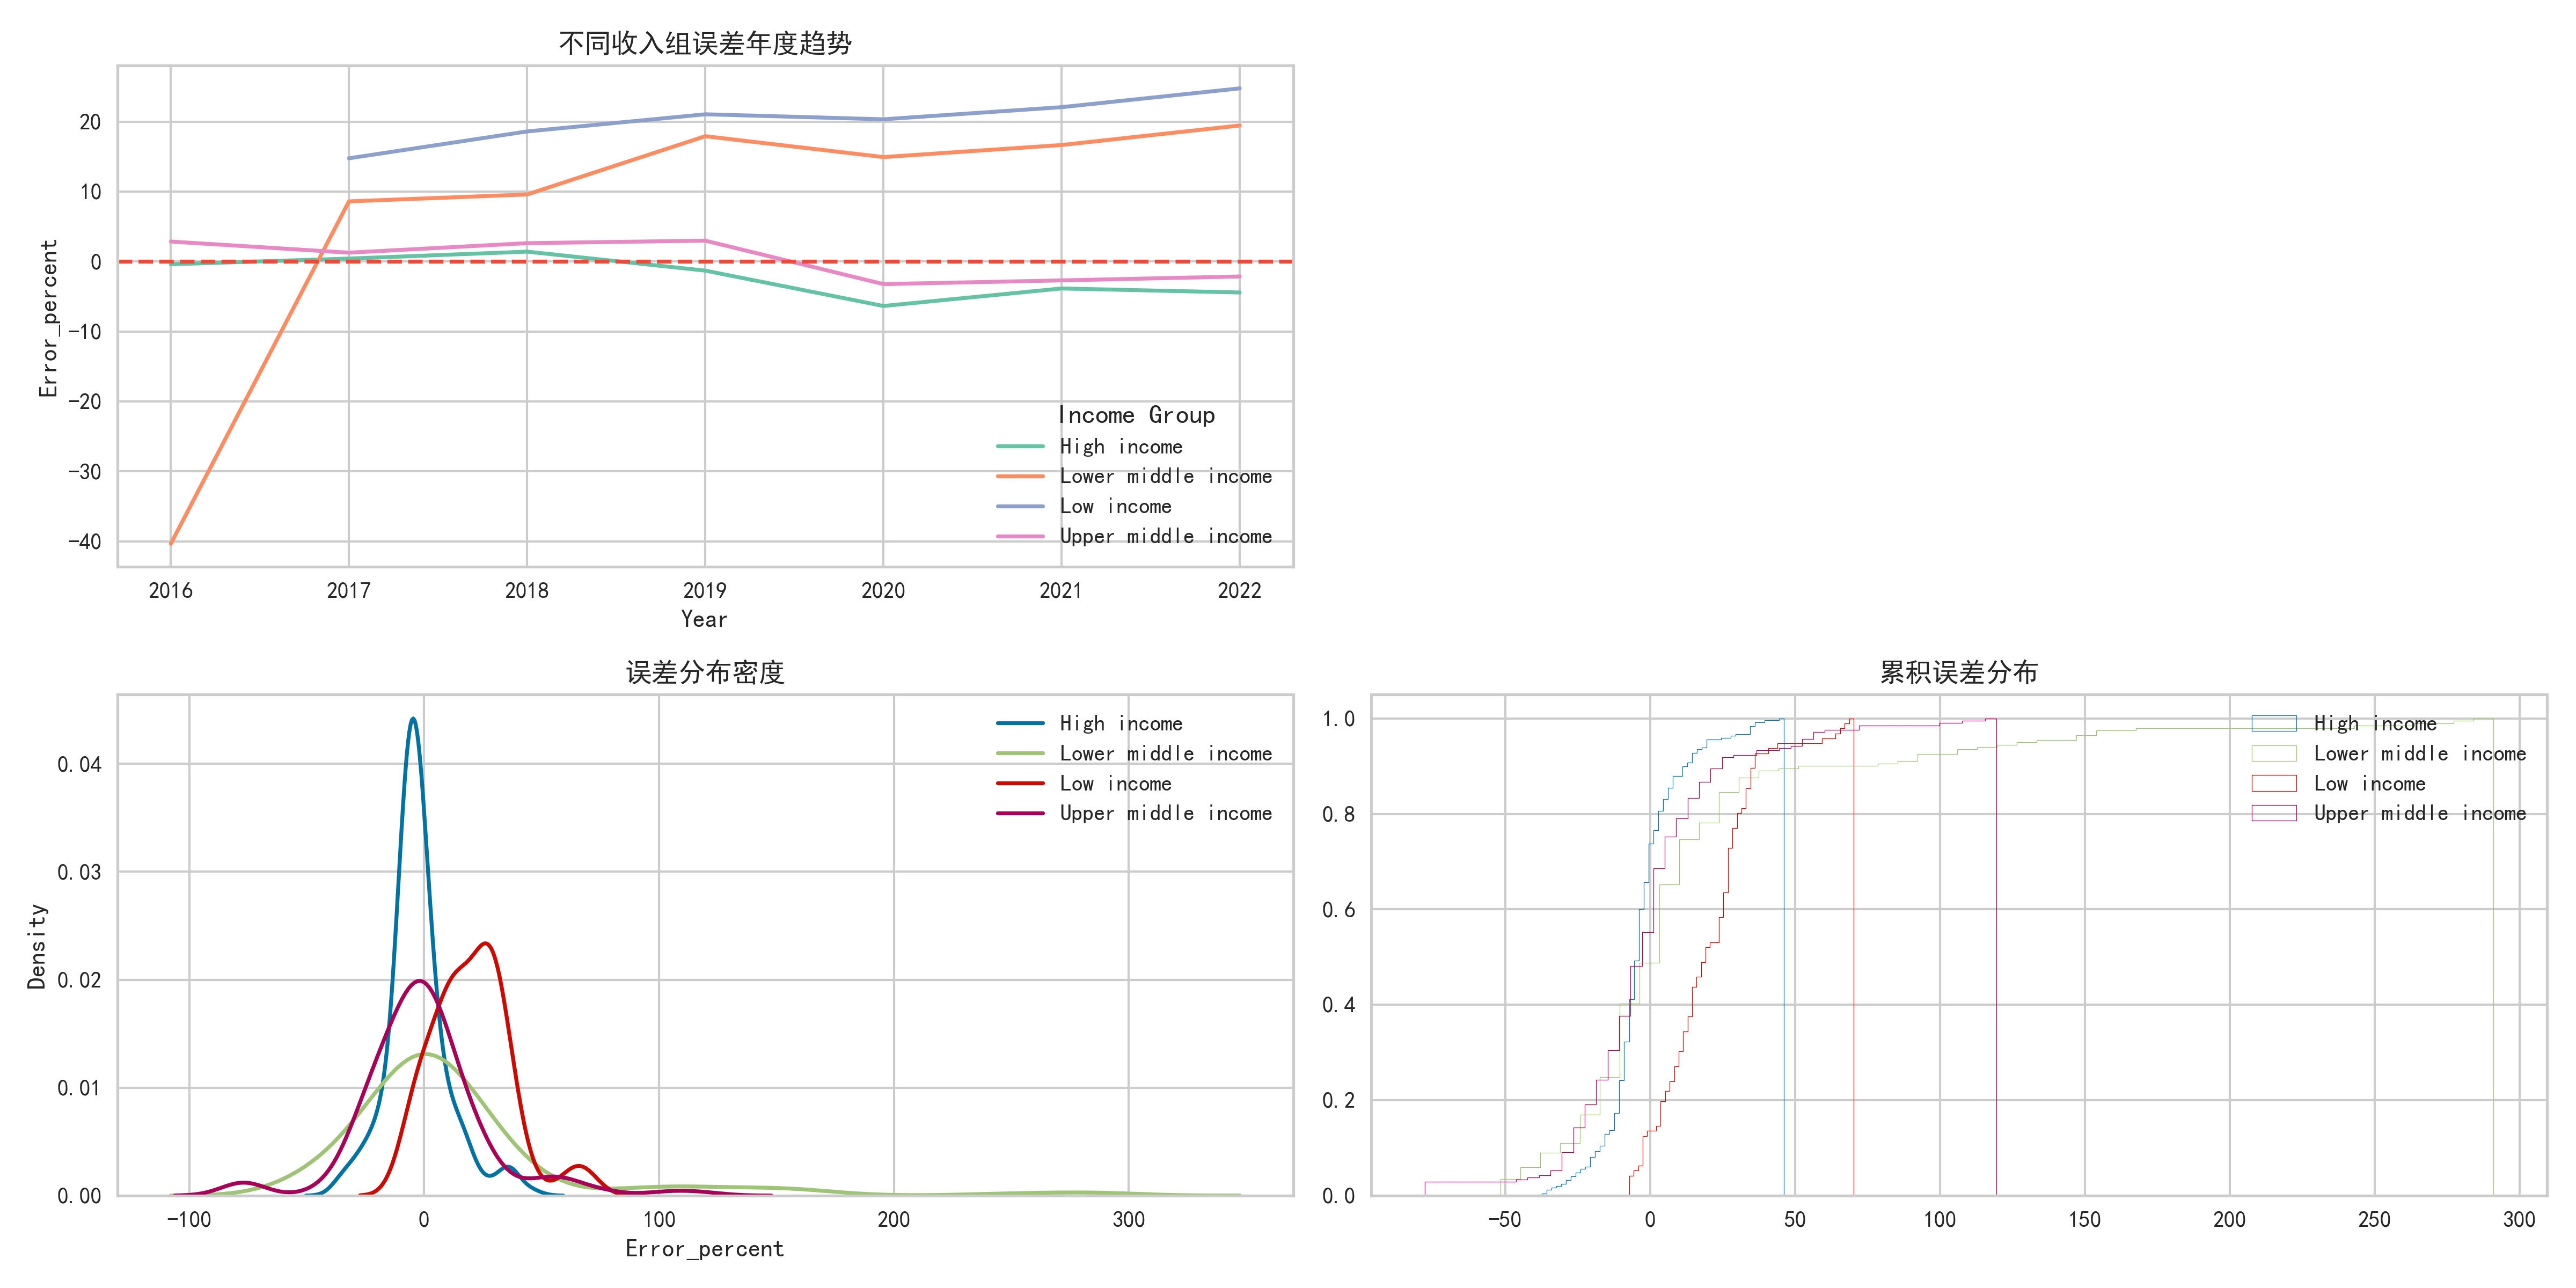 不同收入组误差年度趋势
Error_percent
20
10
0
-10
-20
-30
-40
Income Group
High income
Lower middle income
Low income
Upper middle income
2016 2017 2018 2019 2020 2021 2022
Year
误差分布密度
Density
0.04
0.03
0.02
0.01
0.00
High income
Lower middle income
Low income
Upper middle income
-100 0 100 200 300
Error_percent
累积误差分布
1.0
0.8
0.6
0.4
0.2
0.0
High income
Lower middle income
Low income
Upper middle income
-50 0 50 100 150 200 250 300